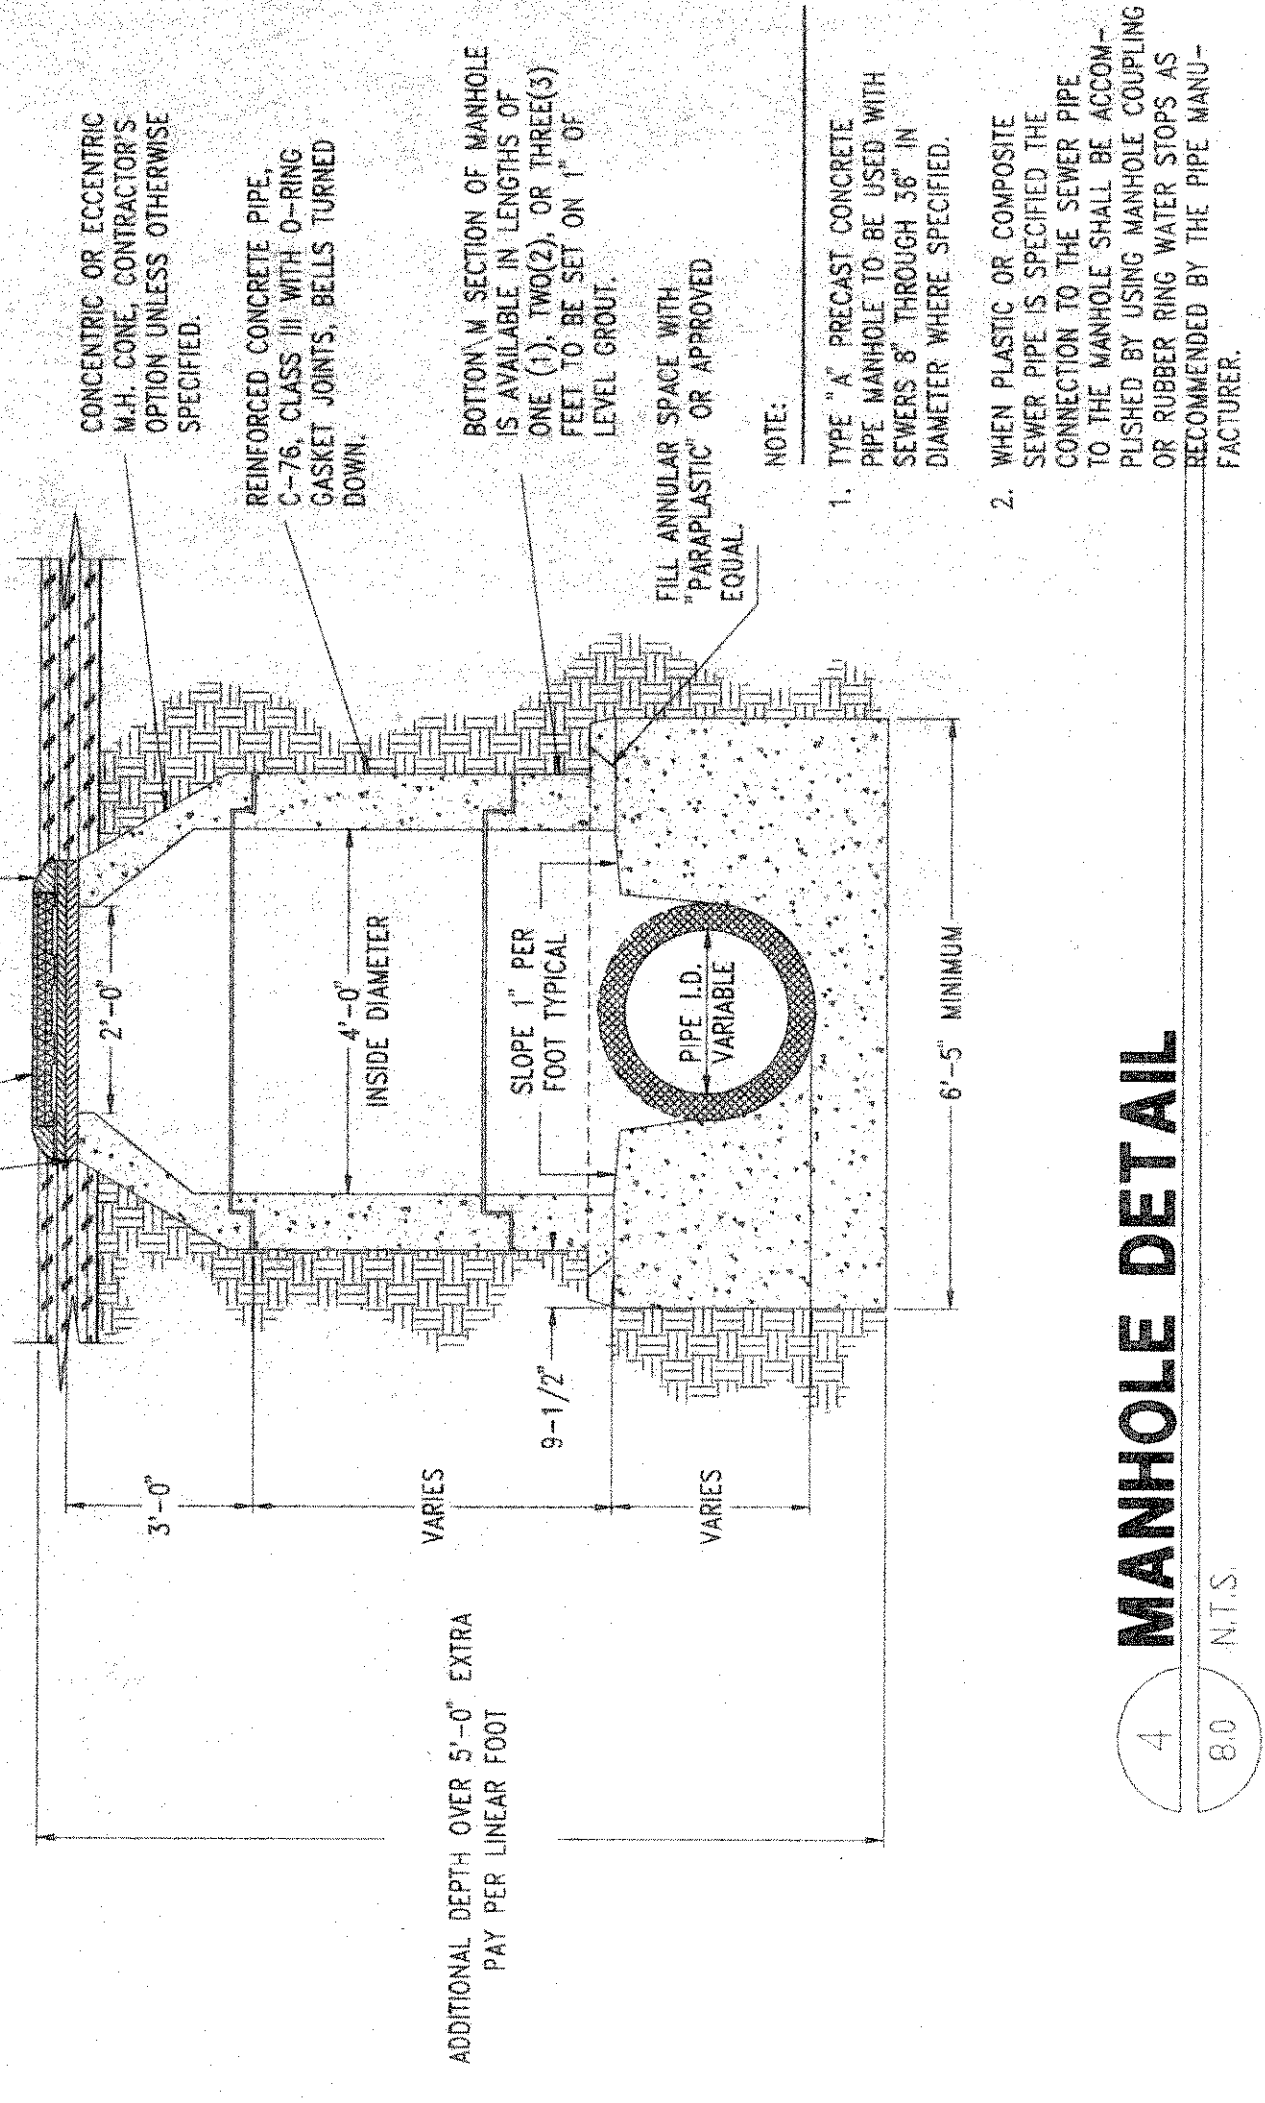 CONCENTRIC OR ECCENTRIC
M.H. CONE, CONTRACTOR'S
OPTION UNLESS OTHERWISE
SPECIFIED.
REINFORCED CONCRETE PIPE,
C-76, CLASS III WITH O-RING
GASKET JOINTS, BELLS TURNED
DOWN.
BOTTON\M SECTION OF MANHOLE
IS AVAILABLE IN LENGTHS OF
ONE (1), TWO(2), OR THREE(3)
FEET TO BE SET ON 1" OF
LEVEL GROUT.
FILL ANNULAR SPACE WITH
"PARAPLASTIC" OR APPROVED
EQUAL.
NOTE:
1. TYPE "A" PRECAST CONCRETE
PIPE MANHOLE TO BE USED WITH
SEWERS 8" THROUGH 36" IN
DIAMETER WHERE SPECIFIED.
2. WHEN PLASTIC OR COMPOSITE
SEWER PIPE IS SPECIFIED THE
CONNECTION TO THE SEWER PIPE
TO THE MANHOLE SHALL BE ACCOM-
PLISHED BY USING MANHOLE COUPLING
OR RUBBER RING WATER STOPS AS
RECOMMENDED BY THE PIPE MANU-
FACTURER.
2'-0"
4'-0"
INSIDE DIAMETER
SLOPE 1" PER
FOOT TYPICAL
PIPE I.D.
VARIABLE
6'-5" MINIMUM
9-1/2"
3'-0"
VARIES
VARIES
ADDITIONAL DEPTH OVER 5'-0" EXTRA
PAY PER LINEAR FOOT
4
8.0
MANHOLE DETAIL
N.T.S.